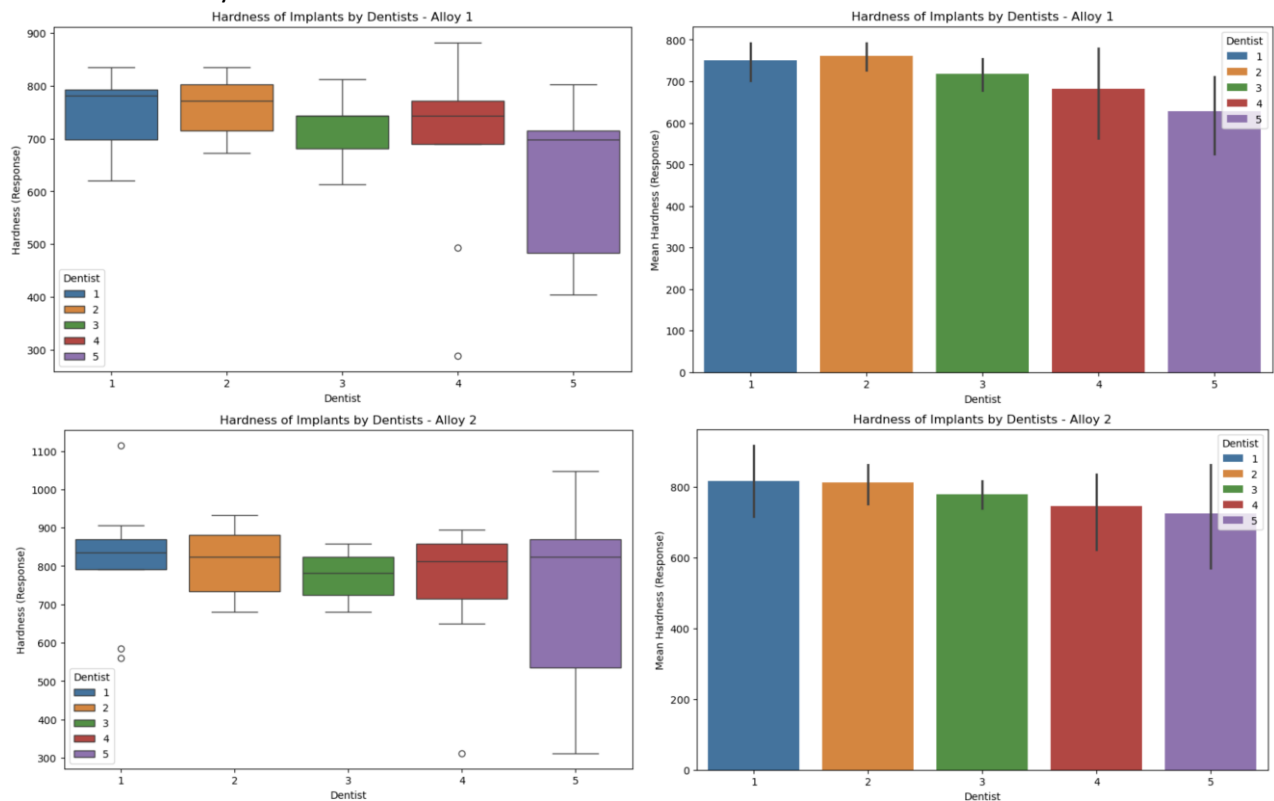 Hardness of Implants by Dentists - Alloy 1
Hardness (Response)
900
800
700
600
500
400
300
Dentist
1
2
3
4
5
1 2 3 4 5
Dentist
Hardness of Implants by Dentists - Alloy 1
Mean Hardness (Response)
800
700
600
500
400
300
200
100
0
Dentist
1
2
3
4
5
1 2 3 4 5
Dentist
Hardness of Implants by Dentists - Alloy 2
Hardness (Response)
1100
1000
900
800
700
600
500
400
300
Dentist
1
2
3
4
5
1 2 3 4 5
Dentist
Hardness of Implants by Dentists - Alloy 2
Mean Hardness (Response)
800
600
400
200
0
Dentist
1
2
3
4
5
1 2 3 4 5
Dentist